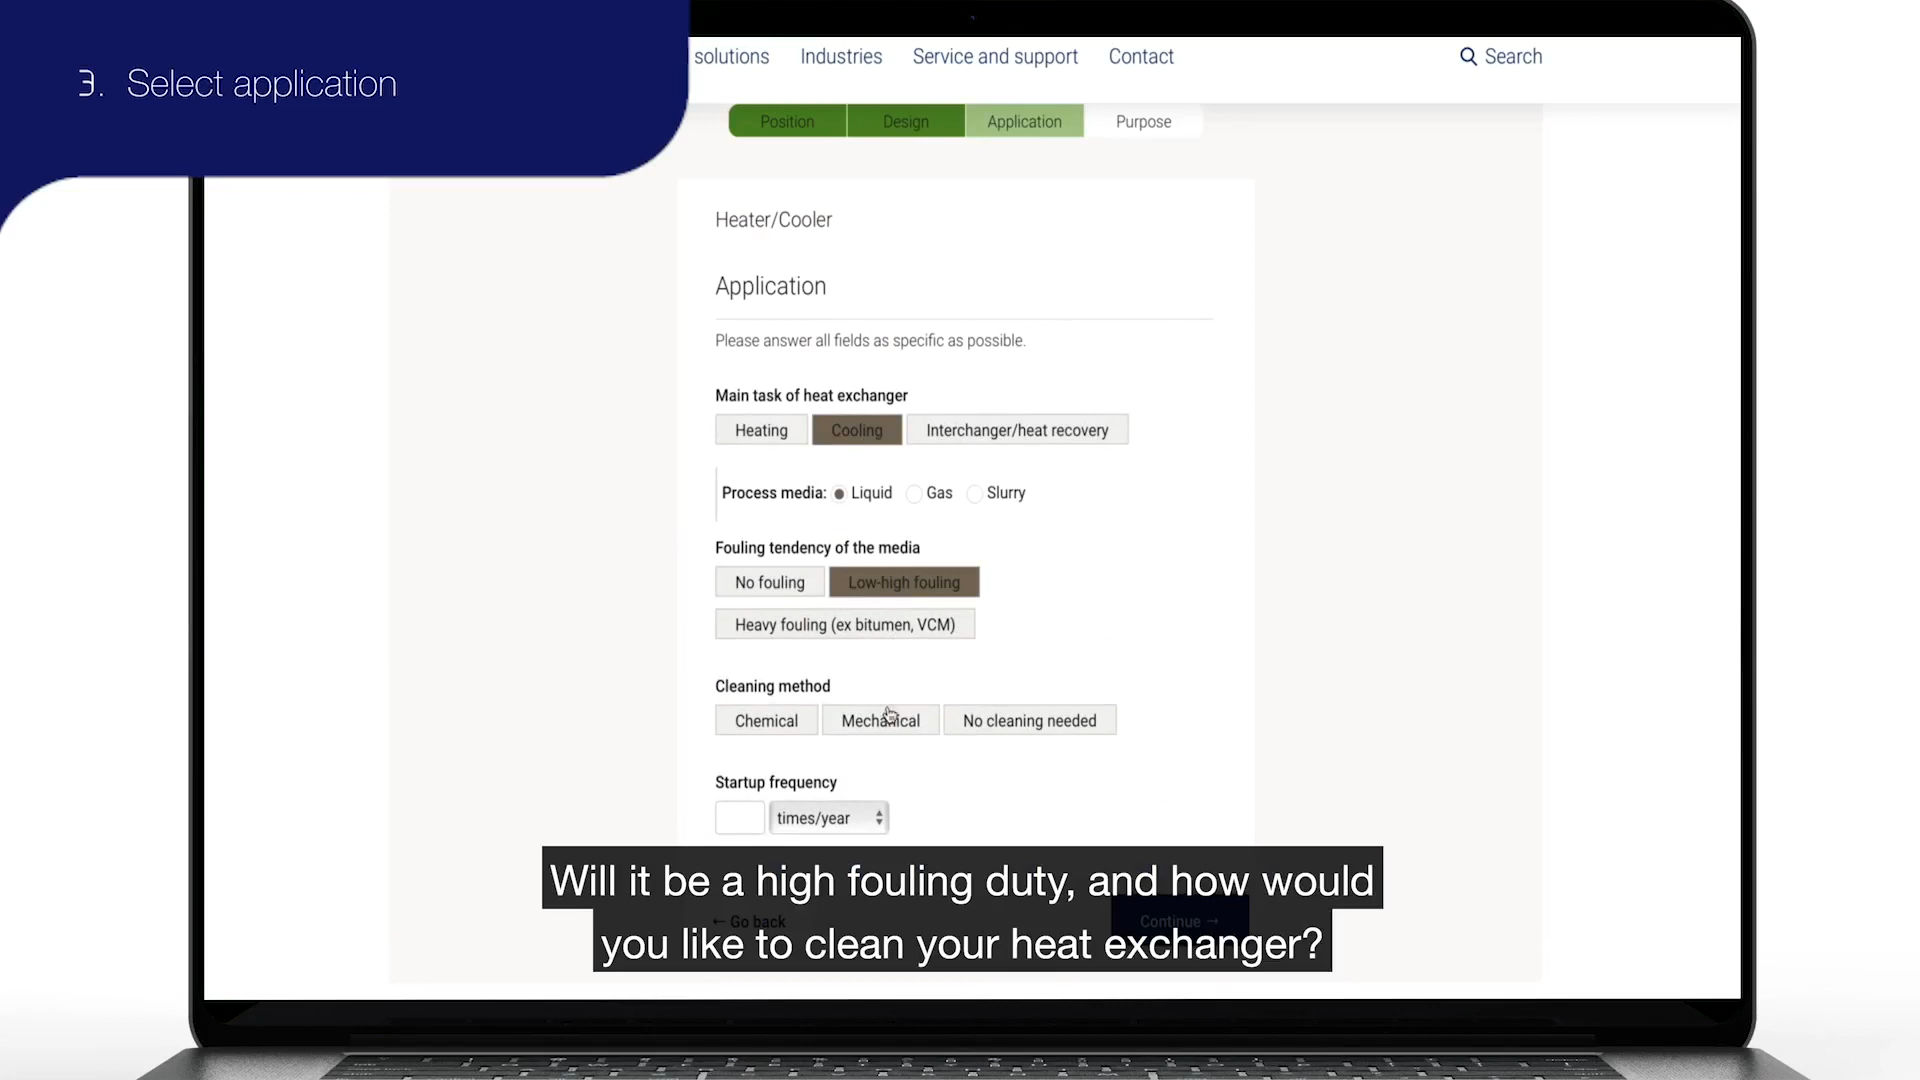 3. Select application
solutions Industries Service and support Contact Search
Position Design Application Purpose
Heater/Cooler
Application
Please answer all fields as specific as possible.
Main task of heat exchanger
Heating Cooling Interchanger/heat recovery
Process media: Liquid Gas Slurry
Fouling tendency of the media
No fouling Low-high fouling
Heavy fouling (ex bitumen, VCM)
Cleaning method
Chemical Mechanical No cleaning needed
Startup frequency
times/year
← Go back Continue →
Will it be a high fouling duty, and how would
you like to clean your heat exchanger?